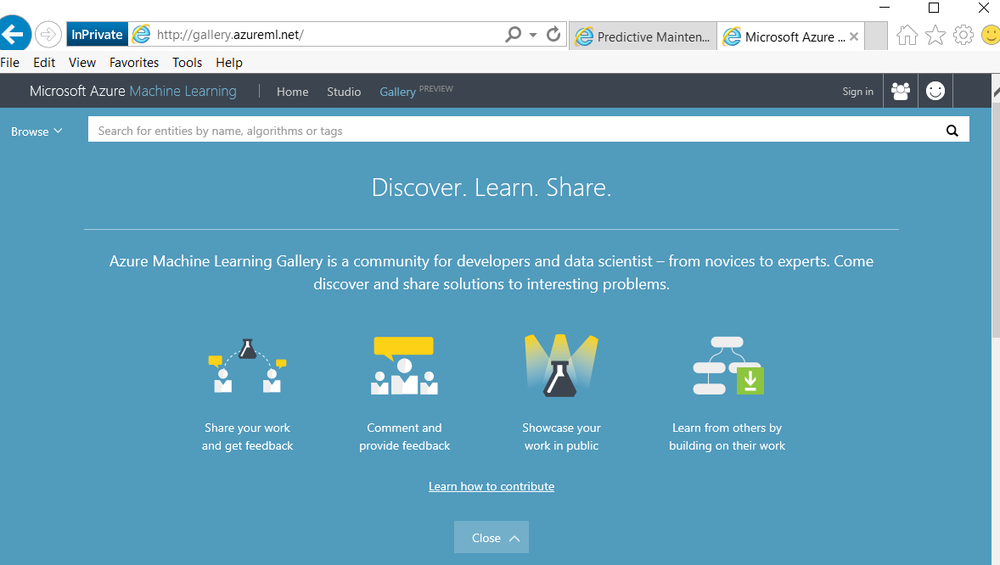 InPrivate http://gallery.azureml.net/ Predictive Mainten... Microsoft Azure ...
File Edit View Favorites Tools Help
Microsoft Azure Machine Learning Home Studio Gallery PREVIEW Sign in
Browse Search for entities by name, algorithms or tags
Discover. Learn. Share.
Azure Machine Learning Gallery is a community for developers and data scientist – from novices to experts. Come
discover and share solutions to interesting problems.
Share your work
and get feedback
Comment and
provide feedback
Showcase your
work in public
Learn from others by
building on their work
Learn how to contribute
Close